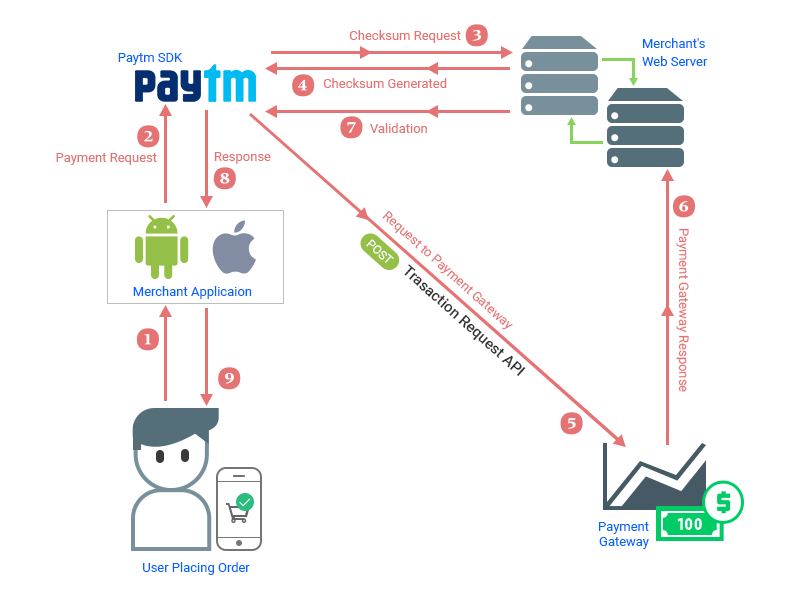 Checksum Request 3
Merchant's
Web Server
Paytm SDK
paytm
4 Checksum Generated
7 Validation
2
Payment Request
Response
8
6
Payment Gateway Response
Request to Payment Gateway
POST Trasaction Request API
Merchant Applicaion
1
9
5
Payment
Gateway
$
100
User Placing Order